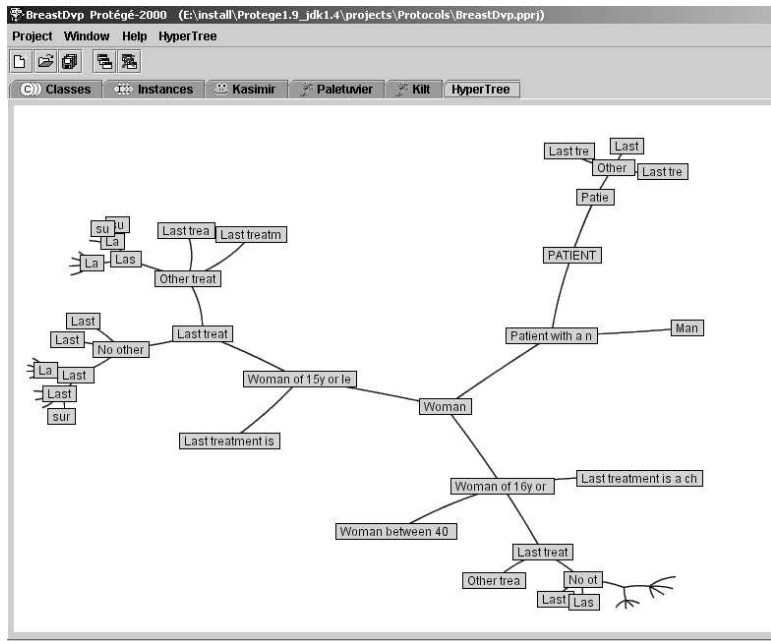 BreastDvp Protégé-2000 (E:\install\Protege1.9_jdk1.4\projects\Protocols\BreastDvp.pprj)
Project Window Help HyperTree
C Classes Instances Kasimir Paletuvier Kilt HyperTree
Last tre Last
Other Last tre
Patie
su su
La
Last trea Last treatm
La Las
Other treat
PATIENT
Last
Last
No other
Last treat
Patient with a n Man
La Last
Last
sur
Woman of 15y or le
Woman
Last treatment is
Woman of 16y or Last treatment is a ch
Woman between 40
Last treat
Other trea No ot
Last Las